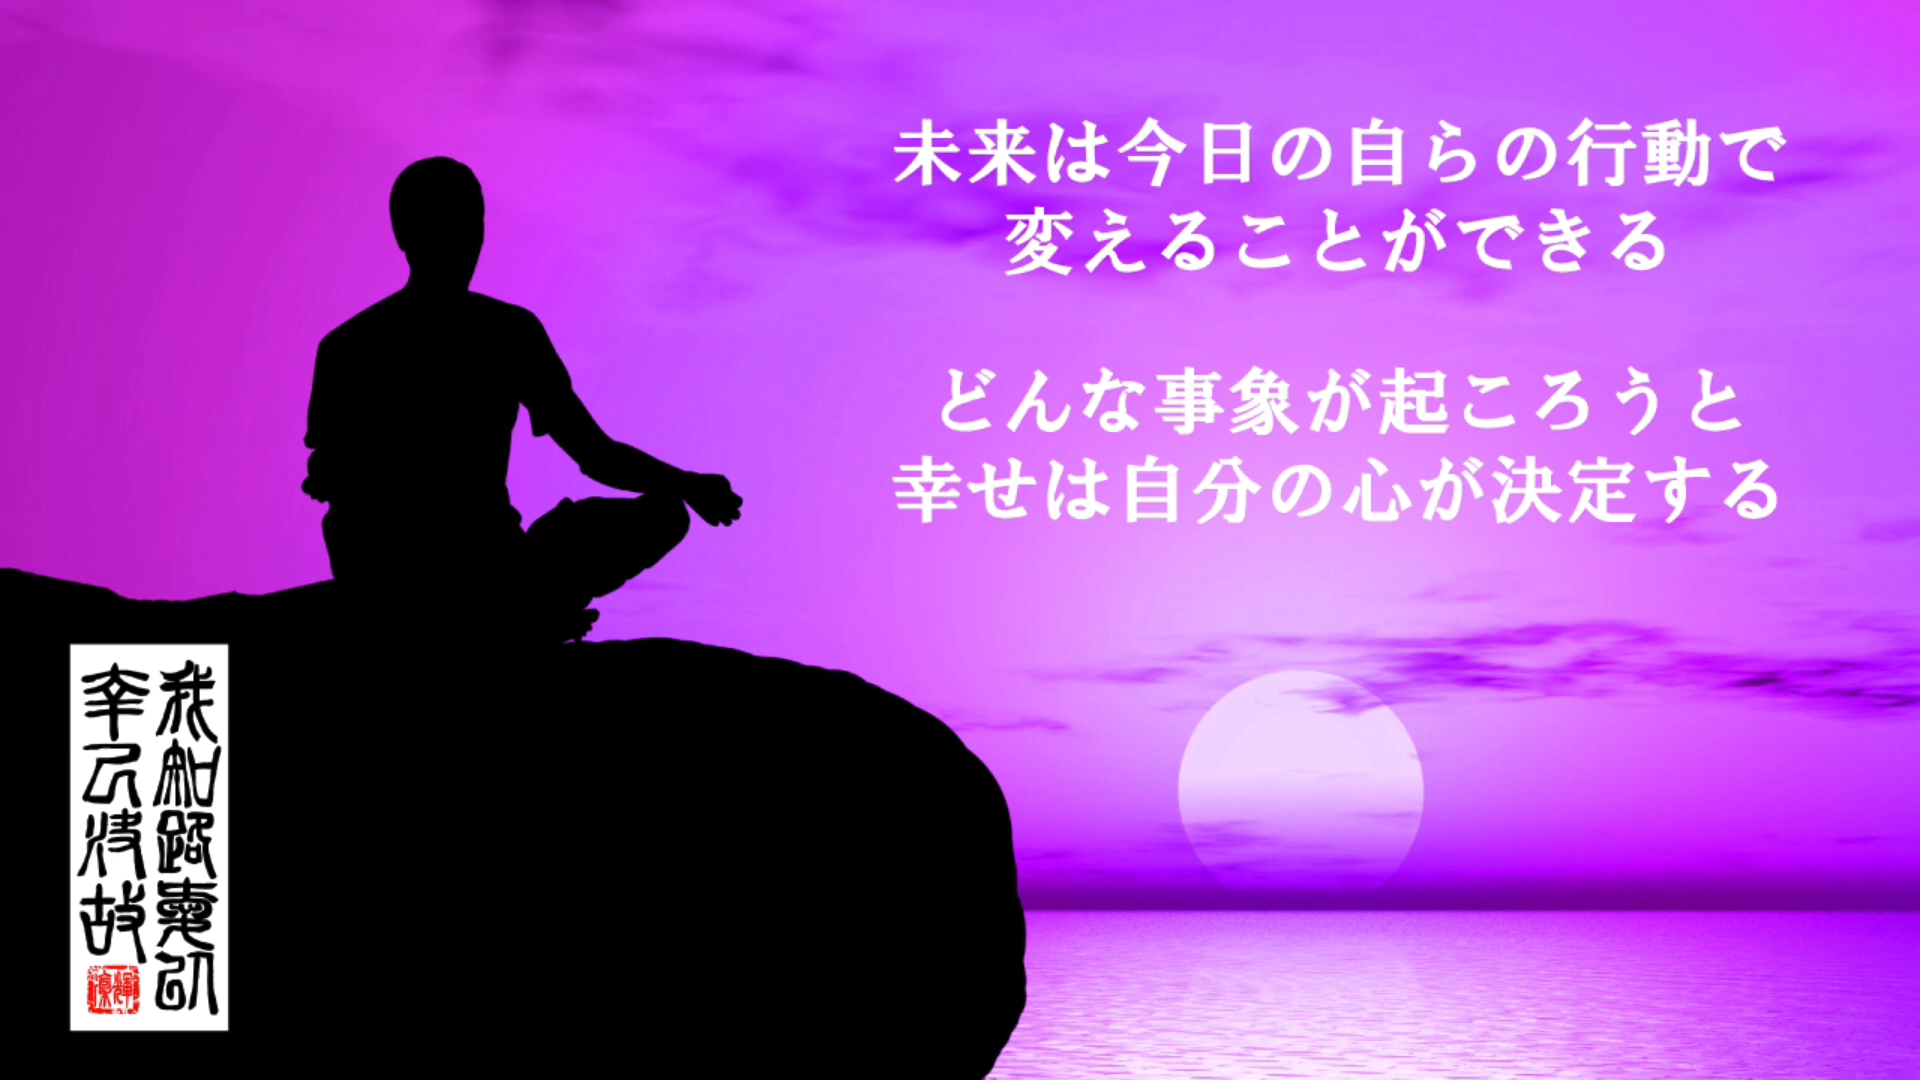 未来は今日の自らの行動で
変えることができる
どんな事象が起ころうと
幸せは自分の心が決定する